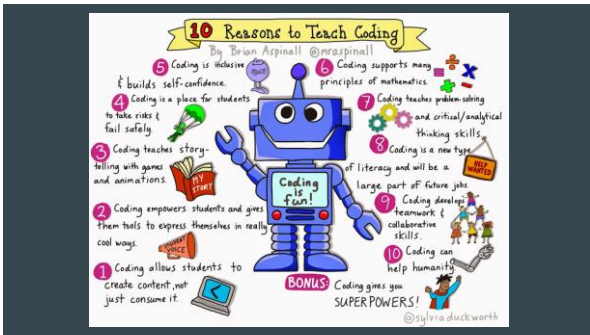 10 Reasons to Teach Coding
By Brian Aspinall @mraspinall
5 Coding is inclusive
& builds self-confidence.
6 Coding supports many
principles of mathematics.
4 Coding is a place for students
to take risks &
fail safely.
7 Coding teaches problem-solving
and critical/analytical
thinking skills.
3 Coding teaches story-
telling with games
and animations.
MY
STORY
8 Coding is a new type
of literacy and will be a
large part of future jobs
HELP
WANTED
Coding
is
fun!
2 Coding empowers students and gives
them tools to express themselves in really
cool ways.
STUDENT
VOICE
9 Coding develops
teamwork &
collaborative
skills.
1 Coding allows students to
create content, not
just consume it.
10 Coding can
help humanity.
BONUS:
Coding gives you
SUPERPOWERS!
@sylviaduckworth